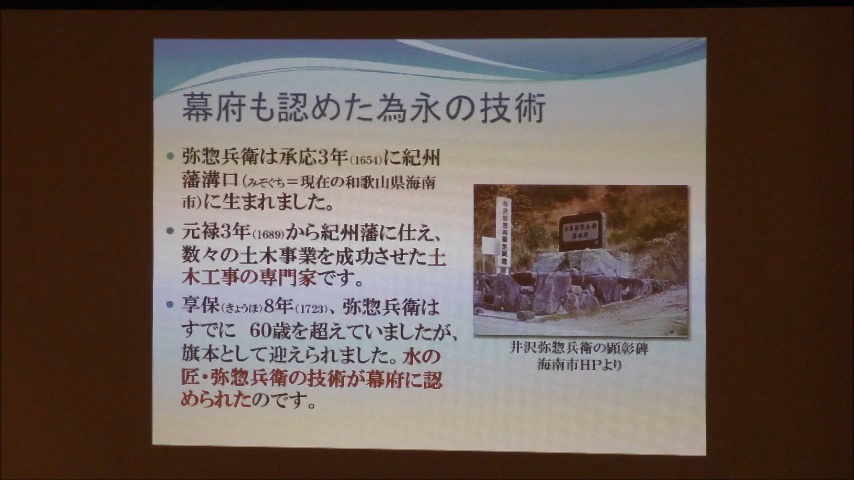 幕府も認めた為永の技術
• 弥惣兵衛は承応3年(1654)に紀州
藩溝口(みぞぐち=現在の和歌山県海南
市)に生まれました。
• 元禄3年(1689)から紀州藩に仕え、
数々の土木事業を成功させた土
木工事の専門家です。
• 享保(きょうほ)8年(1723)、弥惣兵衛は
すでに 60歳を超えていましたが、
旗本として迎えられました。水の
匠・弥惣兵衛の技術が幕府に認
められたのです。
井沢弥惣兵衛の顕彰碑
海南市HPより